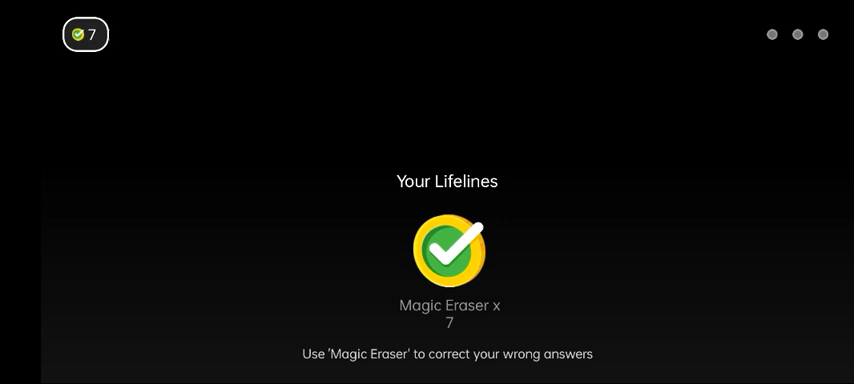 7
Your Lifelines
Magic Eraser x
7
Use 'Magic Eraser' to correct your wrong answers